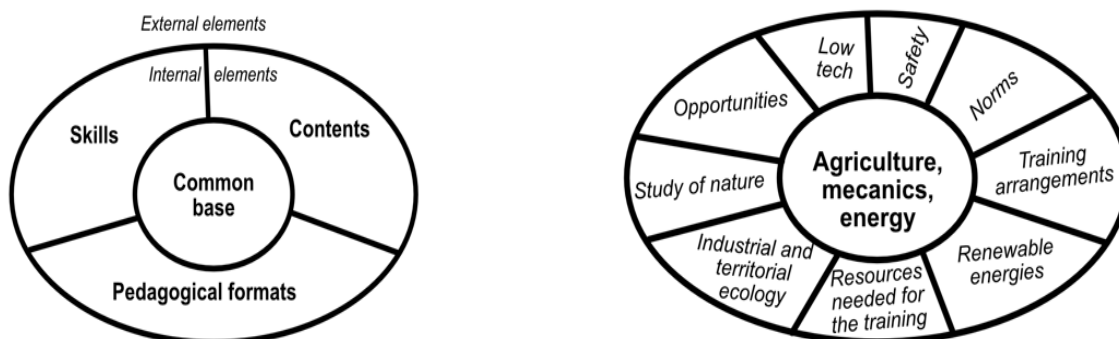 External elements
Internal elements
Skills
Contents
Common
base
Pedagogical formats
Low
tech
Safety
Norms
Opportunities
Training
arrangements
Study of nature
Agriculture,
mecanics,
energy
Renewable
energies
Industrial and
territorial
ecology
Resources
needed for
the training